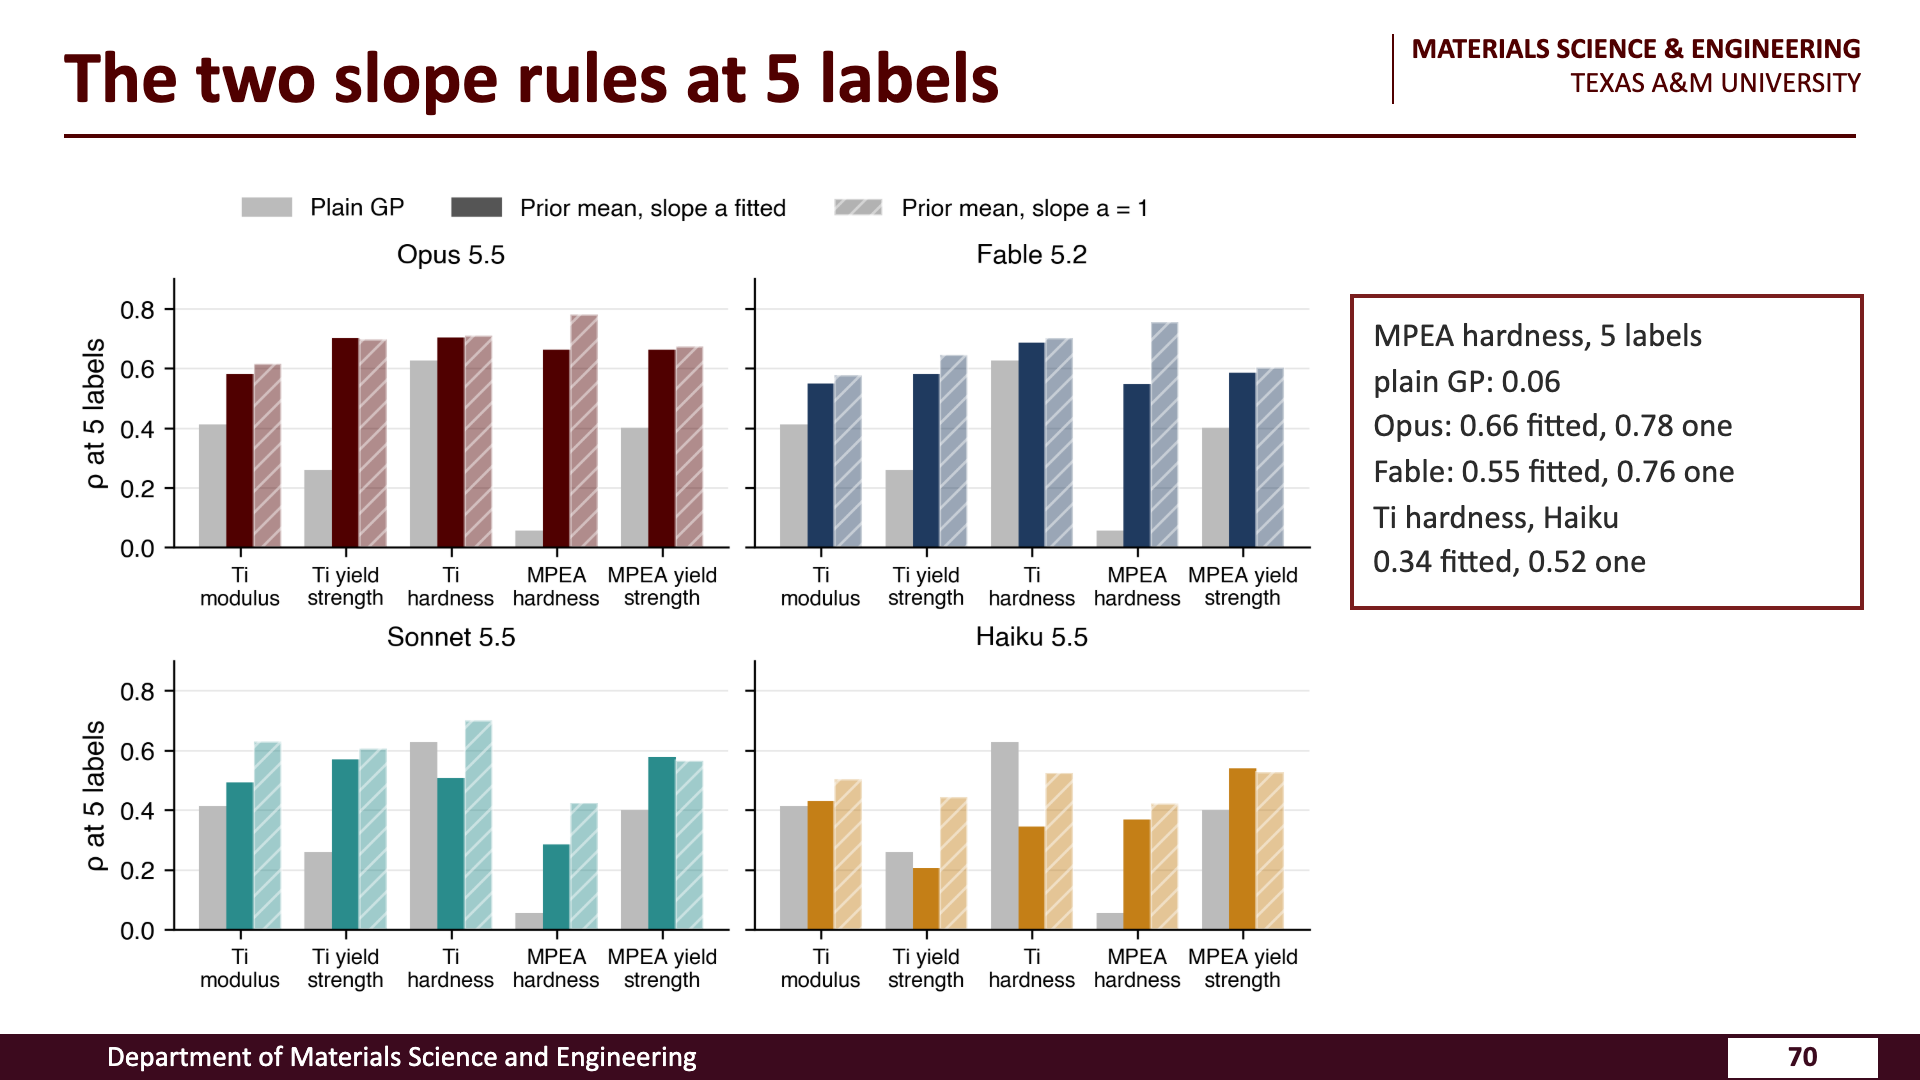 The two slope rules at 5 labels
MATERIALS SCIENCE & ENGINEERING
TEXAS A&M UNIVERSITY
Plain GP
Prior mean, slope a fitted
Prior mean, slope a = 1
Opus 5.5
ρ at 5 labels
0.8
0.6
0.4
0.2
0.0
Ti modulus
Ti yield strength
Ti hardness
MPEA hardness
MPEA yield strength
Fable 5.2
Ti modulus
Ti yield strength
Ti hardness
MPEA hardness
MPEA yield strength
Sonnet 5.5
ρ at 5 labels
0.8
0.6
0.4
0.2
0.0
Ti modulus
Ti yield strength
Ti hardness
MPEA hardness
MPEA yield strength
Haiku 5.5
Ti modulus
Ti yield strength
Ti hardness
MPEA hardness
MPEA yield strength
MPEA hardness, 5 labels
plain GP: 0.06
Opus: 0.66 fitted, 0.78 one
Fable: 0.55 fitted, 0.76 one
Ti hardness, Haiku
0.34 fitted, 0.52 one
Department of Materials Science and Engineering
70